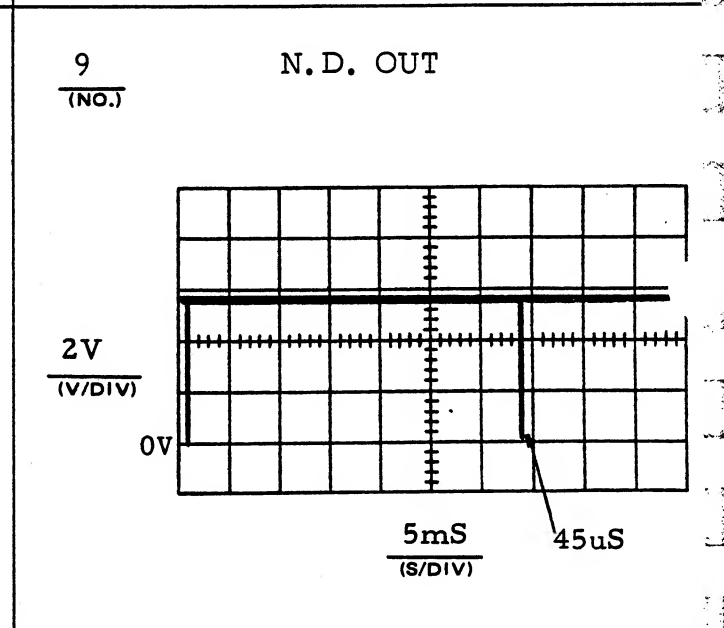 9
(NO.)
N.D. OUT
2V
(V/DIV)
0V
5mS
(S/DIV)
45uS